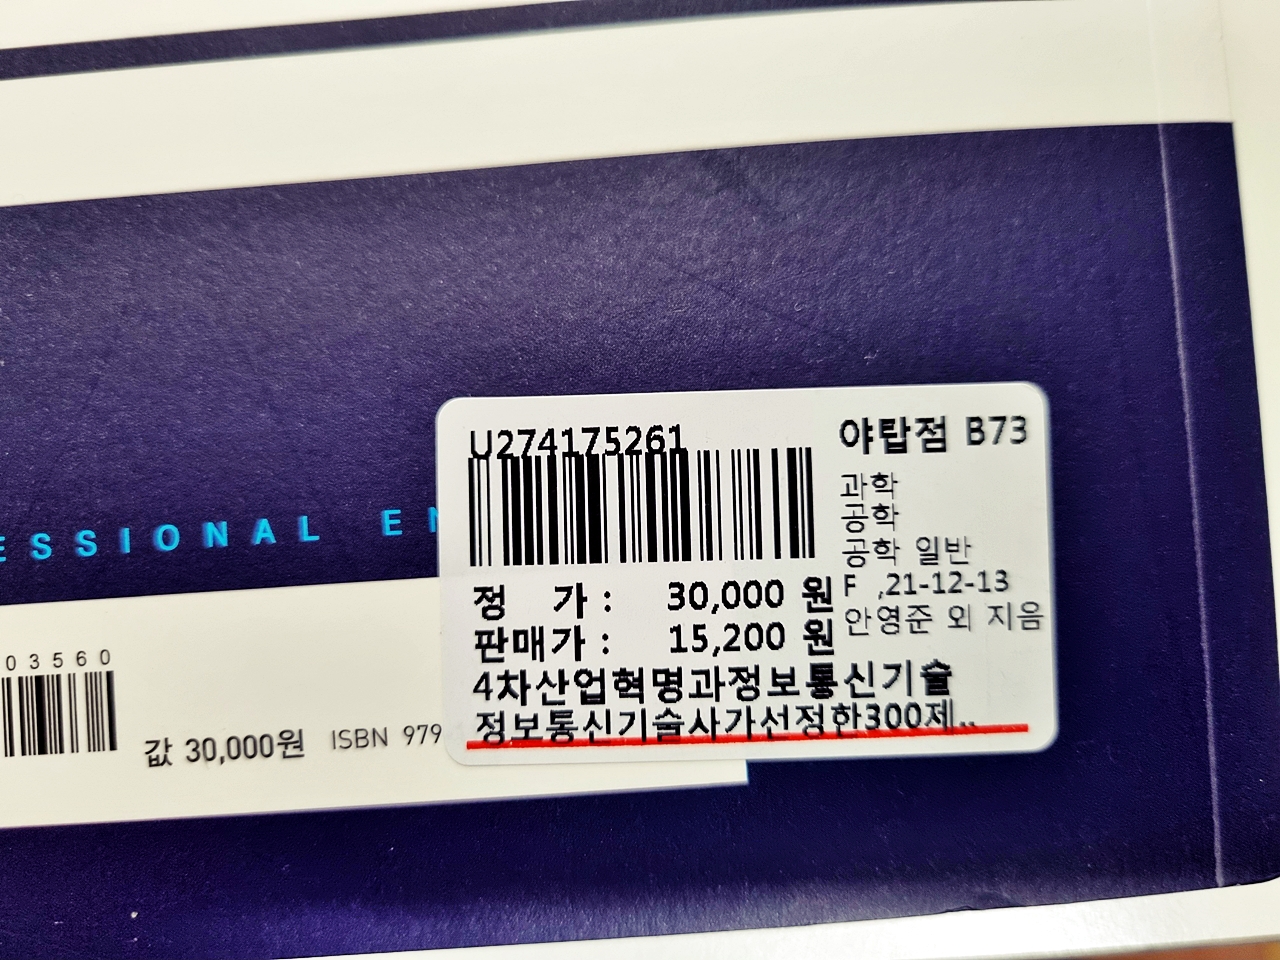 U274175261
야탑점 B73
과학
공학
공학 일반
F ,21-12-13
안영준 외 지음
정 가 : 30,000 원
판매가 : 15,200 원
4차산업혁명과정보통신기술
정보통신기술사가선정한300제..
ESSIONAL EN
03560
값 30,000원 ISBN 979